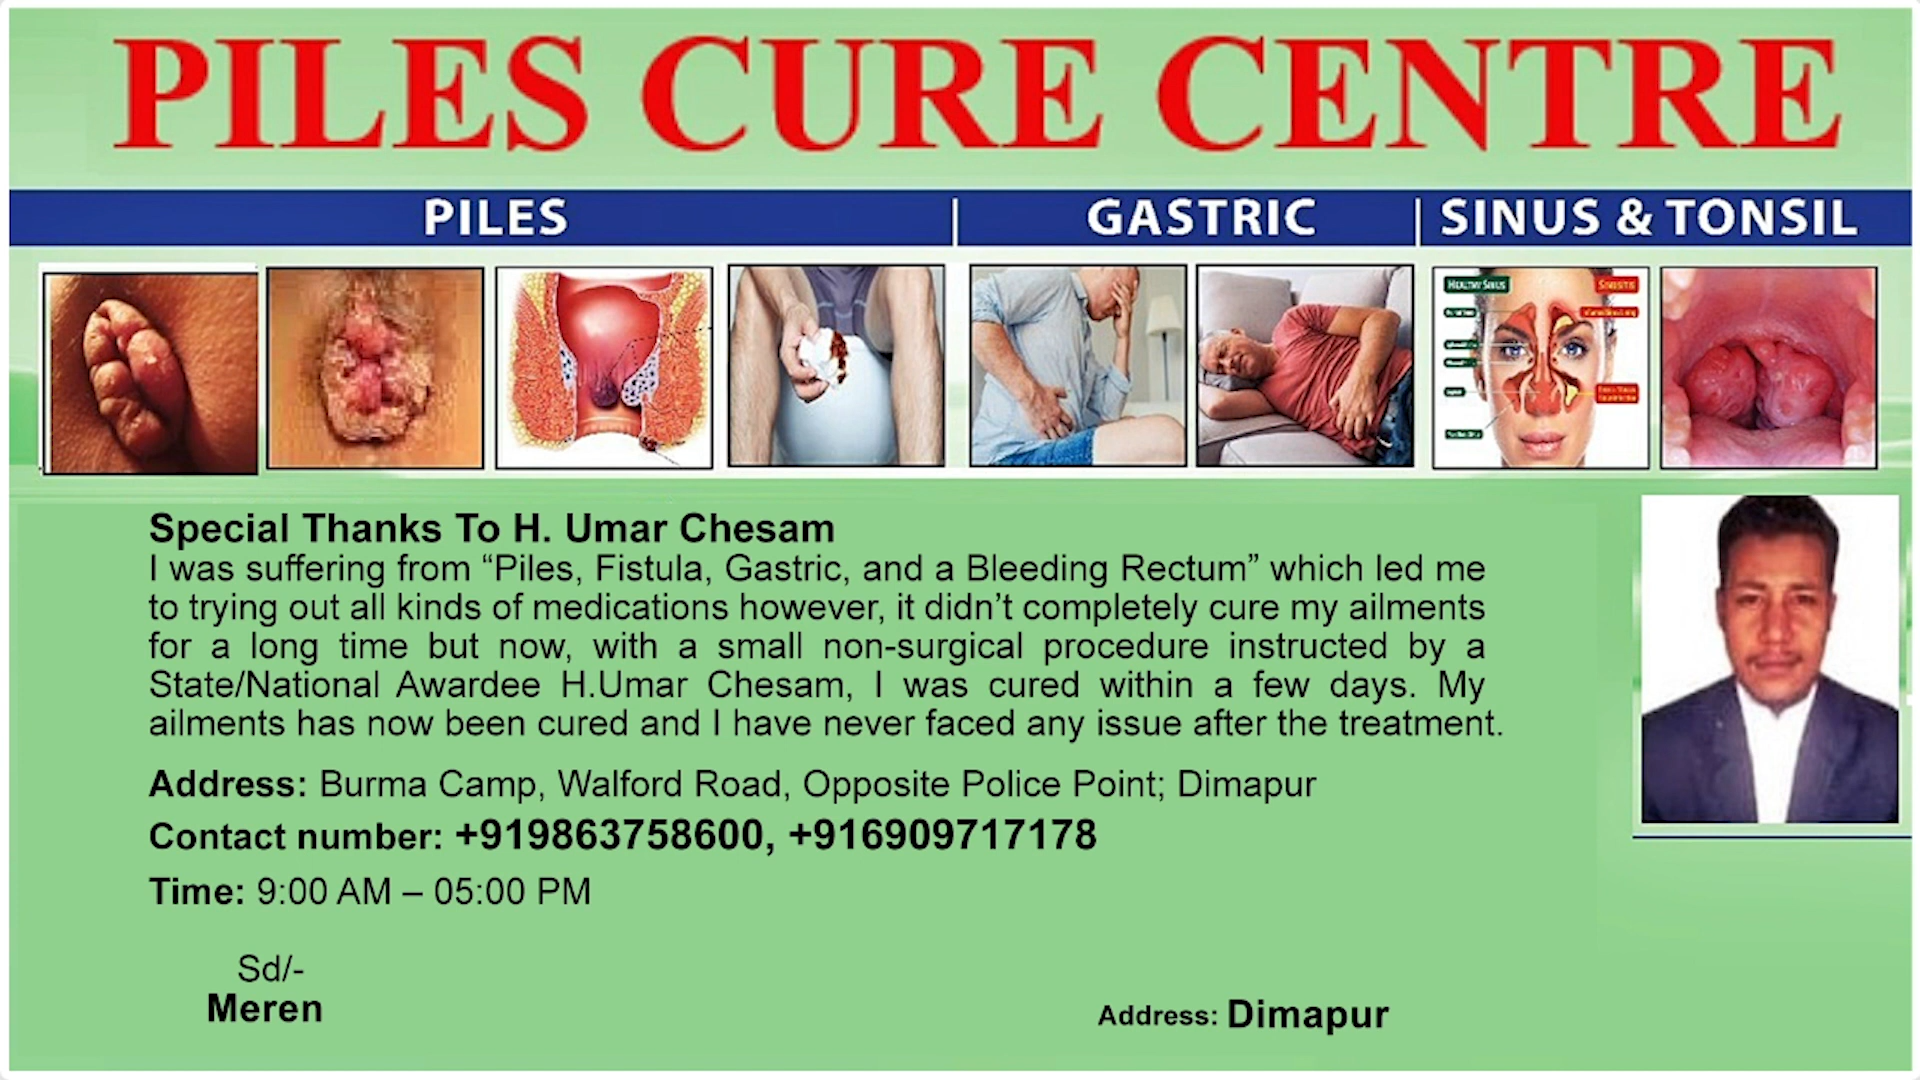 PILES CURE CENTRE
PILES | GASTRIC | SINUS & TONSIL
HEALTHY SINUS
SINUSITIS
Special Thanks To H. Umar Chesam
I was suffering from “Piles, Fistula, Gastric, and a Bleeding Rectum” which led me
to trying out all kinds of medications however, it didn’t completely cure my ailments
for a long time but now, with a small non-surgical procedure instructed by a
State/National Awardee H.Umar Chesam, I was cured within a few days. My
ailments has now been cured and I have never faced any issue after the treatment.
Address: Burma Camp, Walford Road, Opposite Police Point; Dimapur
Contact number: +919863758600, +916909717178
Time: 9:00 AM – 05:00 PM
Sd/-
Meren
Address: Dimapur